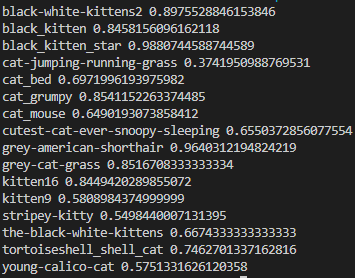 black-white-kittens2 0.8975528846153846
black_kitten 0.8458156096162118
black_kitten_star 0.9880744588744589
cat-jumping-running-grass 0.3741950988769531
cat_bed 0.6971996193975982
cat_grumpy 0.8541152263374485
cat_mouse 0.6490193073858412
cutest-cat-ever-snoopy-sleeping 0.6550372856077554
grey-american-shorthair 0.9640312194824219
grey-cat-grass 0.8516708333333334
kitten16 0.8449420289855072
kitten9 0.5808984374999999
stripey-kitty 0.5498440007131395
the-black-white-kittens 0.6674333333333333
tortoiseshell_shell_cat 0.7462701337162816
young-calico-cat 0.5751331626120358